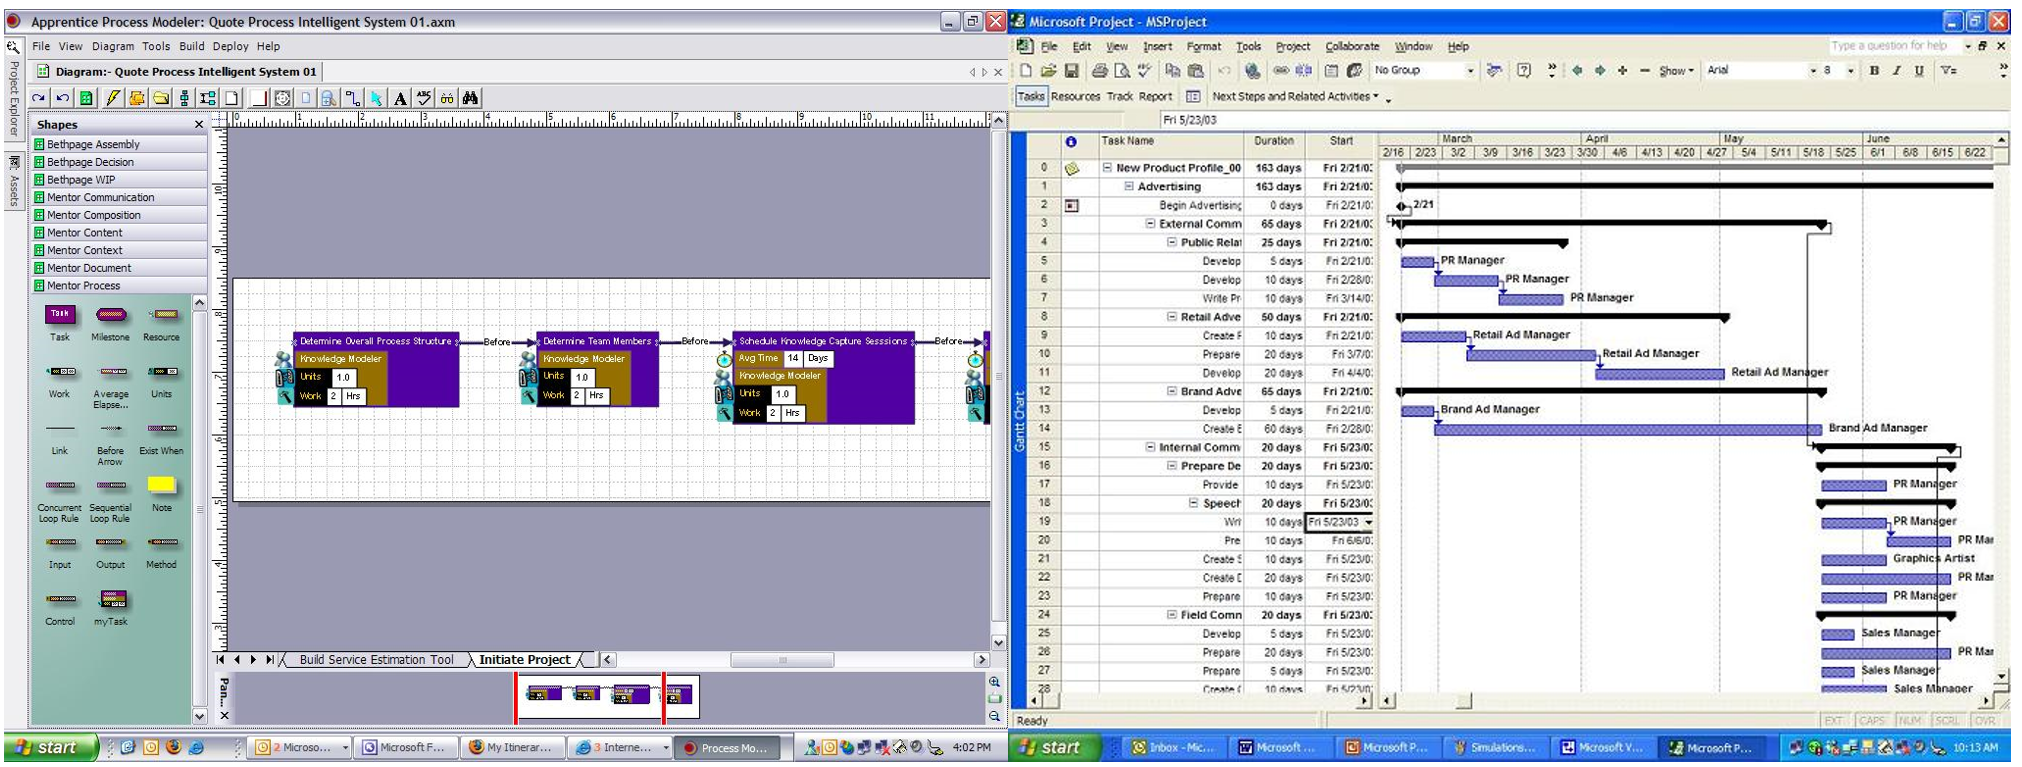 Apprentice Process Modeler: Quote Process Intelligent System 01.axm
File View Diagram Tools Build Deploy Help
Diagram:- Quote Process Intelligent System 01
Project Explorer
Assets
Shapes
Bethpage Assembly
Bethpage Decision
Bethpage WIP
Mentor Communication
Mentor Composition
Mentor Content
Mentor Context
Mentor Document
Mentor Process
Task
Task Milestone Resource
Work Average Elapse... Units
Link Before Arrow Exist When
Concurrent Loop Rule Sequential Loop Rule Note
Input Output Method
Control myTask
0 1 2 3 4 5 6 7 8 9 10 11
Determine Overall Process Structure
Knowledge Modeler
Units 1.0
Work 2 Hrs
Before
Determine Team Members
Knowledge Modeler
Units 1.0
Work 2 Hrs
Before
Schedule Knowledge Capture Sesssions
Avg Time 14 Days
Knowledge Modeler
Units 1.0
Work 2 Hrs
Before
Build Service Estimation Tool Initiate Project
Pan...
start 2 Microso... Microsoft F... My Itinerar... 3 Interne... Process Mo... 4:02 PM
Microsoft Project - MSProject
File Edit View Insert Format Tools Project Collaborate Window Help
Type a question for help
No Group Show Arial 8 B I U
Tasks Resources Track Report Next Steps and Related Activities
Fri 5/23/03
Task Name Duration Start
March April May June
2/16 2/23 3/2 3/9 3/16 3/23 3/30 4/6 4/13 4/20 4/27 5/4 5/11 5/18 5/25 6/1 6/8 6/15 6/22
Gantt Chart
0 New Product Profile_00 163 days Fri 2/21/0
1 Advertising 163 days Fri 2/21/0
2 Begin Advertising 0 days Fri 2/21/0 2/21
3 External Comm 65 days Fri 2/21/0
4 Public Relat 25 days Fri 2/21/0
5 Develop 5 days Fri 2/21/0 PR Manager
6 Develop 10 days Fri 2/28/0 PR Manager
7 Write Pr 10 days Fri 3/14/0 PR Manager
8 Retail Adve 50 days Fri 2/21/0
9 Create F 10 days Fri 2/21/0 Retail Ad Manager
10 Prepare 20 days Fri 3/7/0 Retail Ad Manager
11 Develop 20 days Fri 4/4/0 Retail Ad Manager
12 Brand Adve 65 days Fri 2/21/0
13 Develop 5 days Fri 2/21/0 Brand Ad Manager
14 Create E 60 days Fri 2/28/0 Brand Ad Manager
15 Internal Comm 20 days Fri 5/23/0
16 Prepare De 20 days Fri 5/23/0
17 Provide 10 days Fri 5/23/0 PR Manager
18 Speech 20 days Fri 5/23/0
19 Wri 10 days Fri 5/23/03 PR Manager
20 Pre 10 days Fri 6/6/0 PR Mar
21 Create S 10 days Fri 5/23/0 Graphics Artist
22 Create D 20 days Fri 5/23/0 PR Mar
23 Prepare 10 days Fri 5/23/0 PR Manager
24 Field Comm 20 days Fri 5/23/0
25 Develop 5 days Fri 5/23/0 Sales Manager
26 Prepare 20 days Fri 5/23/0 PR Mar
27 Prepare 5 days Fri 5/23/0 Sales Manager
28 Create 10 days Fri 5/23/0 Sales Manager
Ready EXT CAPS NUM SCRL OVR
start Inbox - Mic... Microsoft ... Microsoft P... Simulations... Microsoft V... Microsoft P... 10:13 AM